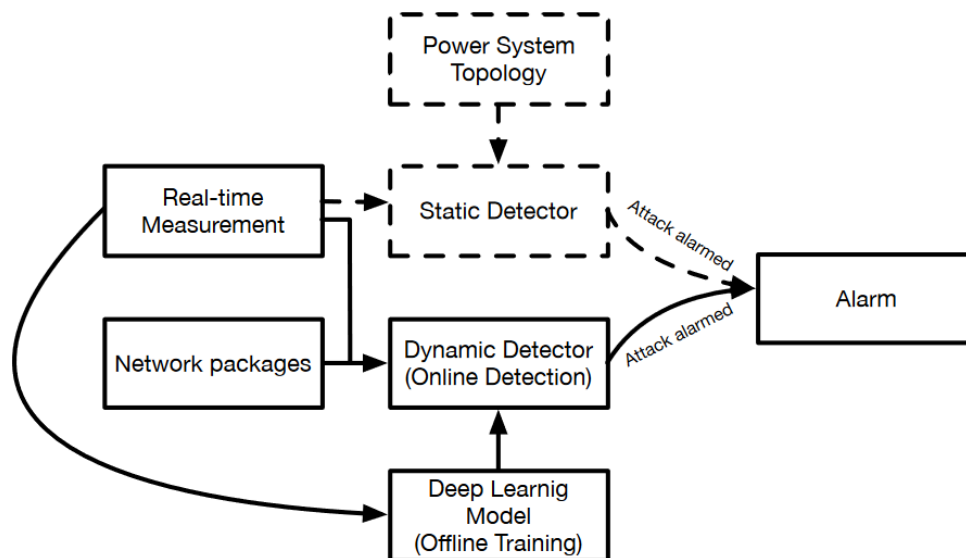 Power System
Topology
Real-time
Measurement
Static Detector
Attack alarmed
Alarm
Network packages
Dynamic Detector
(Online Detection)
Attack alarmed
Deep Learnig
Model
(Offline Training)